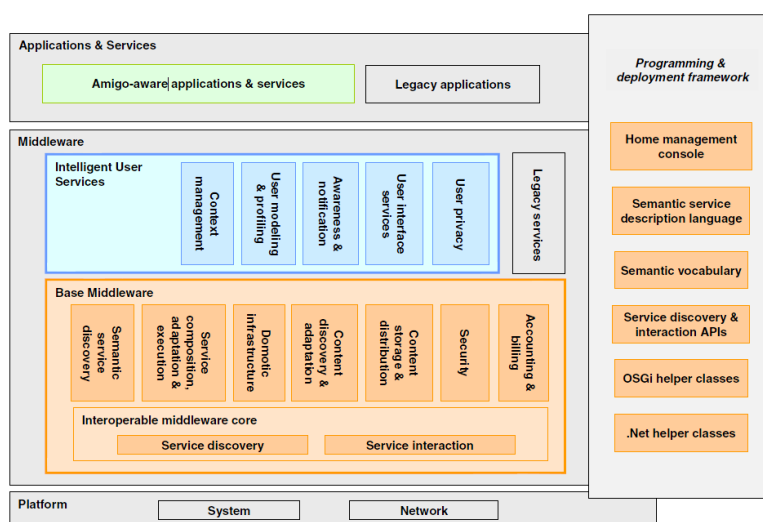 Applications & Services
Amigo-aware applications & services
Legacy applications
Middleware
Intelligent User
Services
Context
management
User modeling
& profiling
Awareness &
notification
User interface
services
User privacy
Legacy services
Base Middleware
Semantic
service
discovery
Service
composition,
adaptation &
execution
Domotic
infrastructure
Content
discovery &
adaptation
Content
storage &
distribution
Security
Accounting &
billing
Interoperable middleware core
Service discovery
Service interaction
Platform
System
Network
Programming &
deployment framework
Home management
console
Semantic service
description language
Semantic vocabulary
Service discovery &
interaction APIs
OSGi helper classes
.Net helper classes